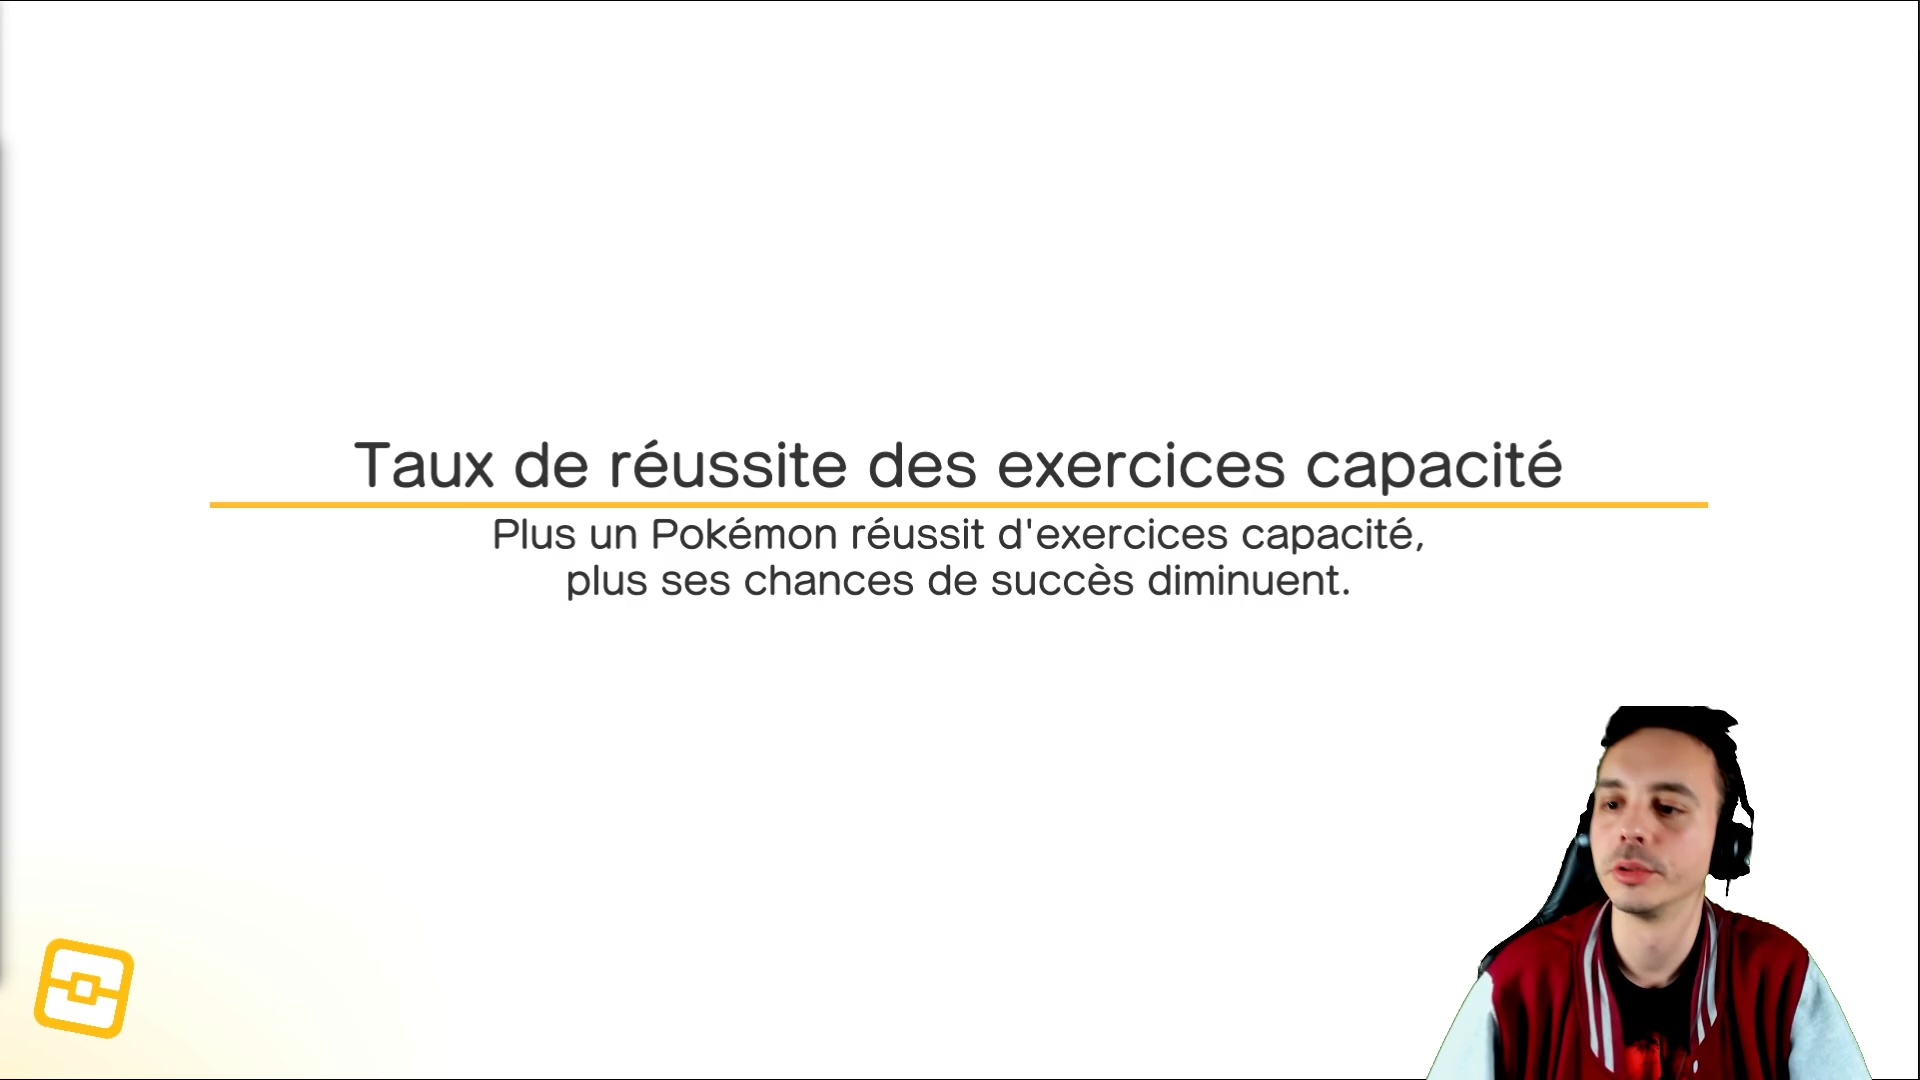 Taux de réussite des exercices capacité
Plus un Pokémon réussit d'exercices capacité,
plus ses chances de succès diminuent.